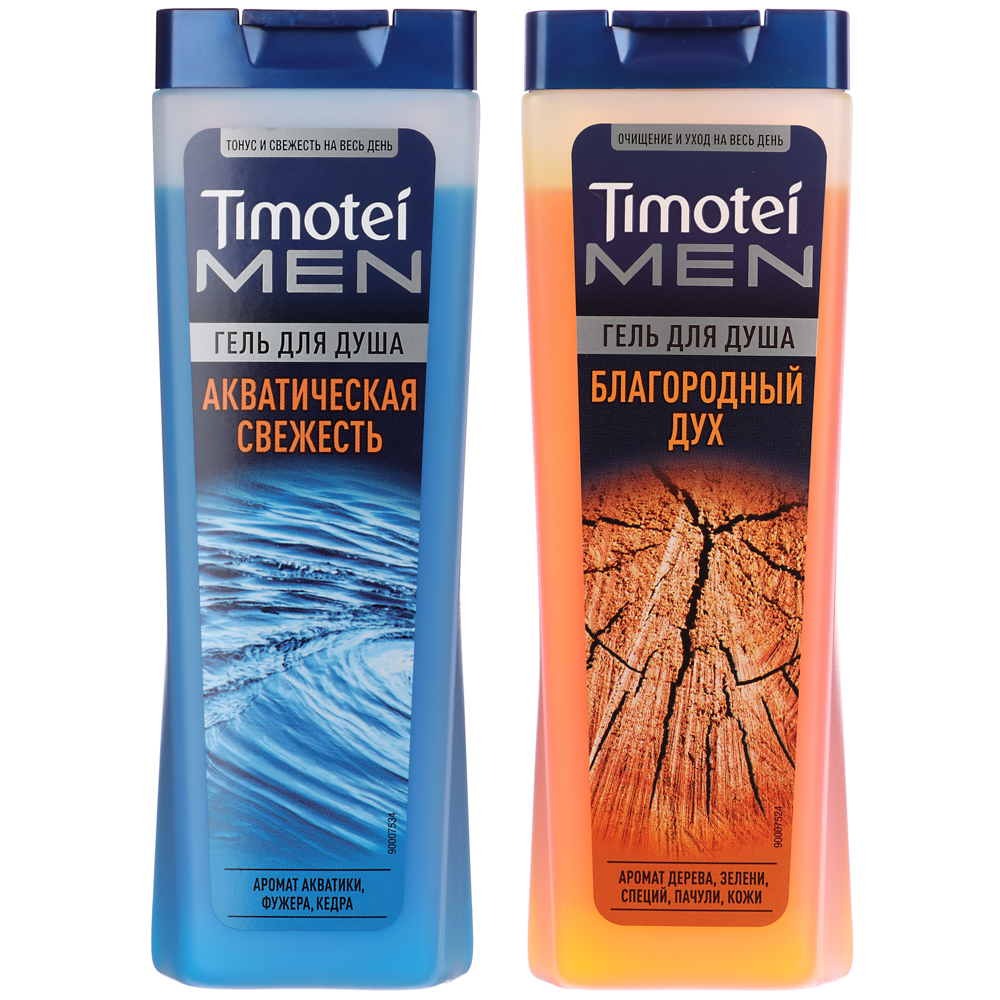 ТОНУС И СВЕЖЕСТЬ НА ВЕСЬ ДЕНЬ
Timotei
MEN
ГЕЛЬ ДЛЯ ДУША
АКВАТИЧЕСКАЯ
СВЕЖЕСТЬ
90007534
АРОМАТ АКВАТИКИ,
ФУЖЕРА, КЕДРА
ОЧИЩЕНИЕ И УХОД НА ВЕСЬ ДЕНЬ
Timotei
MEN
ГЕЛЬ ДЛЯ ДУША
БЛАГОРОДНЫЙ
ДУХ
90007524
АРОМАТ ДЕРЕВА, ЗЕЛЕНИ,
СПЕЦИЙ, ПАЧУЛИ, КОЖИ